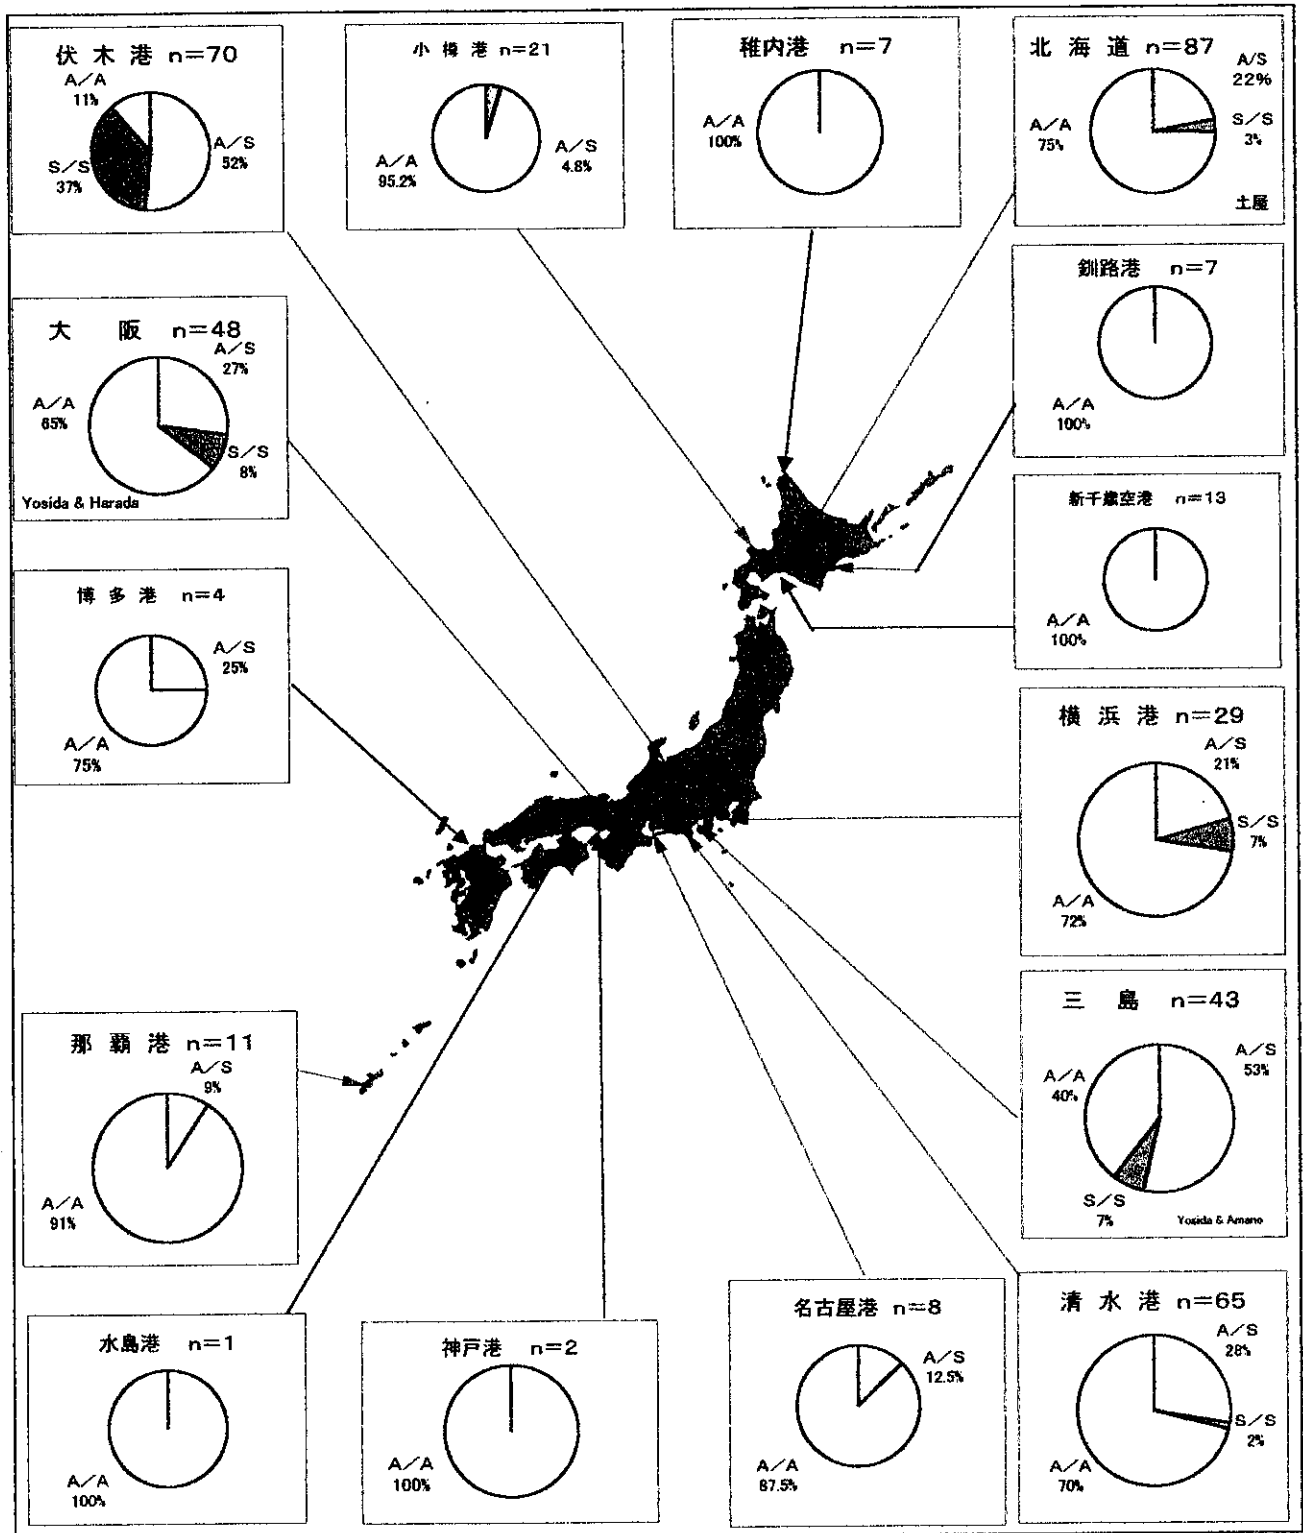 伏木港 n=70
A/A
11%
A/S
52%
S/S
37%
小樽港 n=21
A/A
95.2%
A/S
4.8%
稚内港 n=7
A/A
100%
北海道 n=87
A/S
22%
A/A
75%
S/S
3%
土屋
釧路港 n=7
A/A
100%
大阪 n=48
A/S
27%
A/A
65%
S/S
8%
Yosida & Harada
新千歳空港 n=13
A/A
100%
博多港 n=4
A/S
25%
A/A
75%
横浜港 n=29
A/S
21%
S/S
7%
A/A
72%
三島 n=43
A/S
53%
A/A
40%
S/S
7%
Yosida & Amano
那覇港 n=11
A/S
9%
A/A
91%
水島港 n=1
A/A
100%
神戸港 n=2
A/A
100%
名古屋港 n=8
A/S
12.5%
A/A
87.5%
清水港 n=65
A/S
28%
S/S
2%
A/A
70%